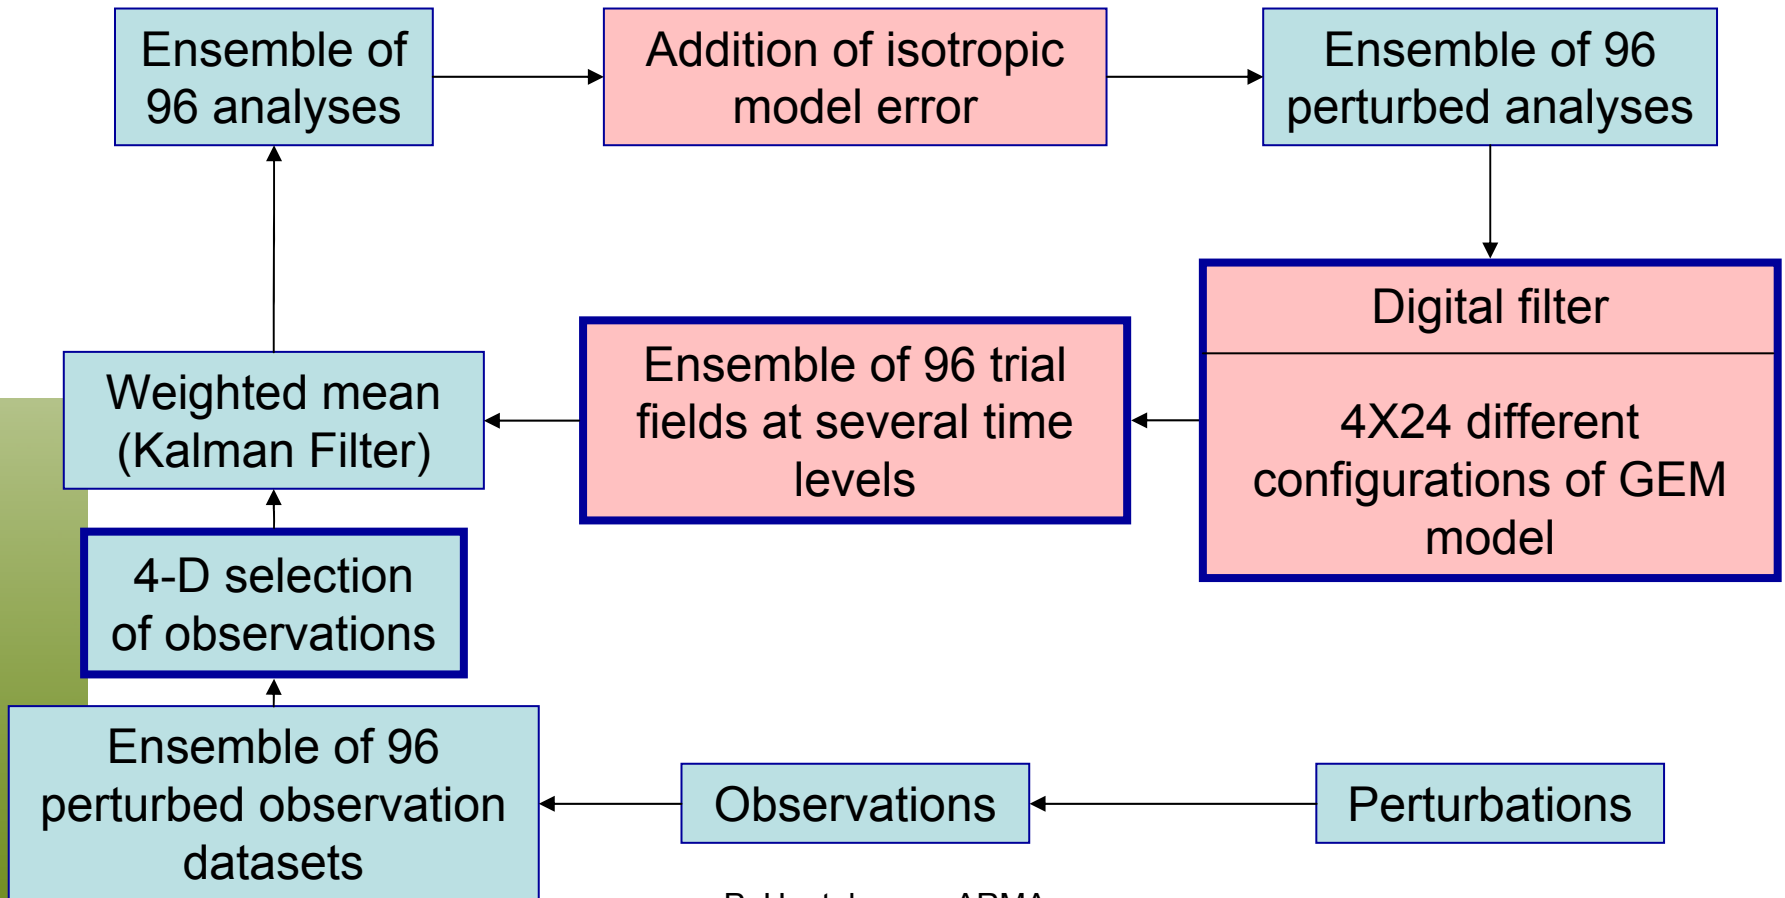 Ensemble of
96 analyses
Addition of isotropic
model error
Ensemble of 96
perturbed analyses
Digital filter
4X24 different
configurations of GEM
model
Ensemble of 96 trial
fields at several time
levels
Weighted mean
(Kalman Filter)
4-D selection
of observations
Ensemble of 96
perturbed observation
datasets
Observations
Perturbations
ARMA